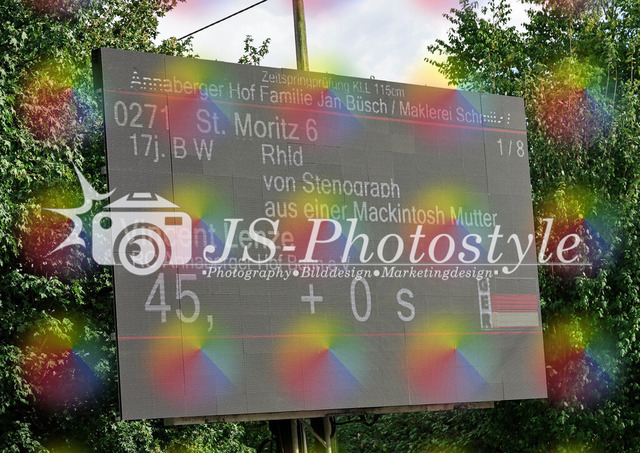 Zeitspringprüfung Kl.L 115cm
Annaberger Hof Familie Jan Büsch / Maklerei
0271 St. Moritz 6 1 / 8
17j. B W Rhld
von Stenograph
aus einer Mackintosh Mutter
JS-Photostyle
•Photography•Bilddesign•Marketingdesign•
45, + 0 s